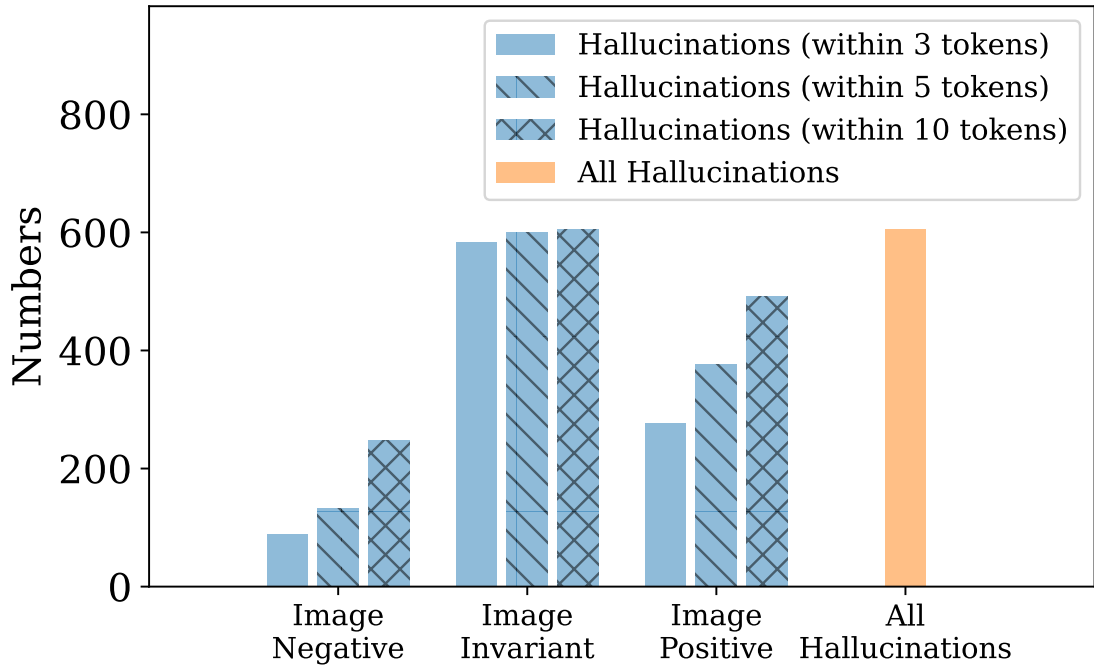 Hallucinations (within 3 tokens)
Hallucinations (within 5 tokens)
Hallucinations (within 10 tokens)
All Hallucinations
Numbers
800
600
400
200
0
Image
Negative
Image
Invariant
Image
Positive
All
Hallucinations